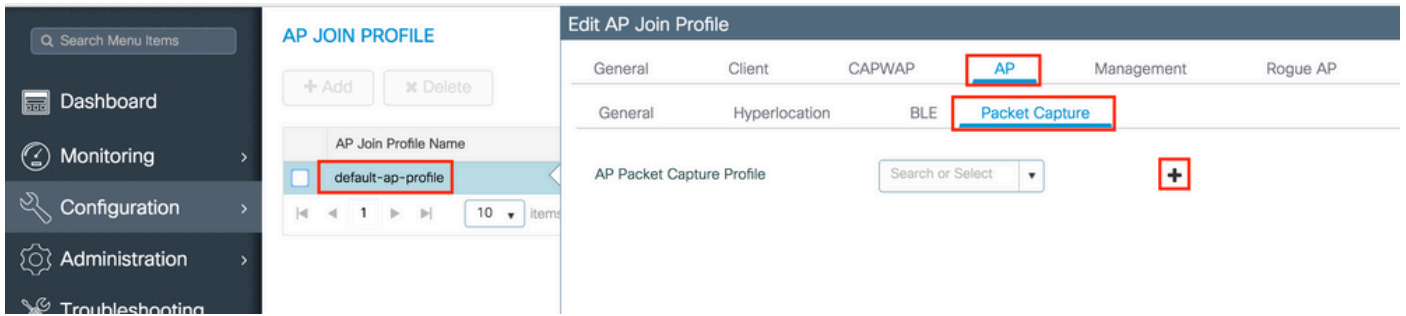 Search Menu Items
Dashboard
Monitoring
Configuration
Administration
Troubleshooting
AP JOIN PROFILE
+ Add
× Delete
AP Join Profile Name
default-ap-profile
1
10
items
Edit AP Join Profile
General Client CAPWAP AP Management Rogue AP
General Hyperlocation BLE Packet Capture
AP Packet Capture Profile Search or Select +